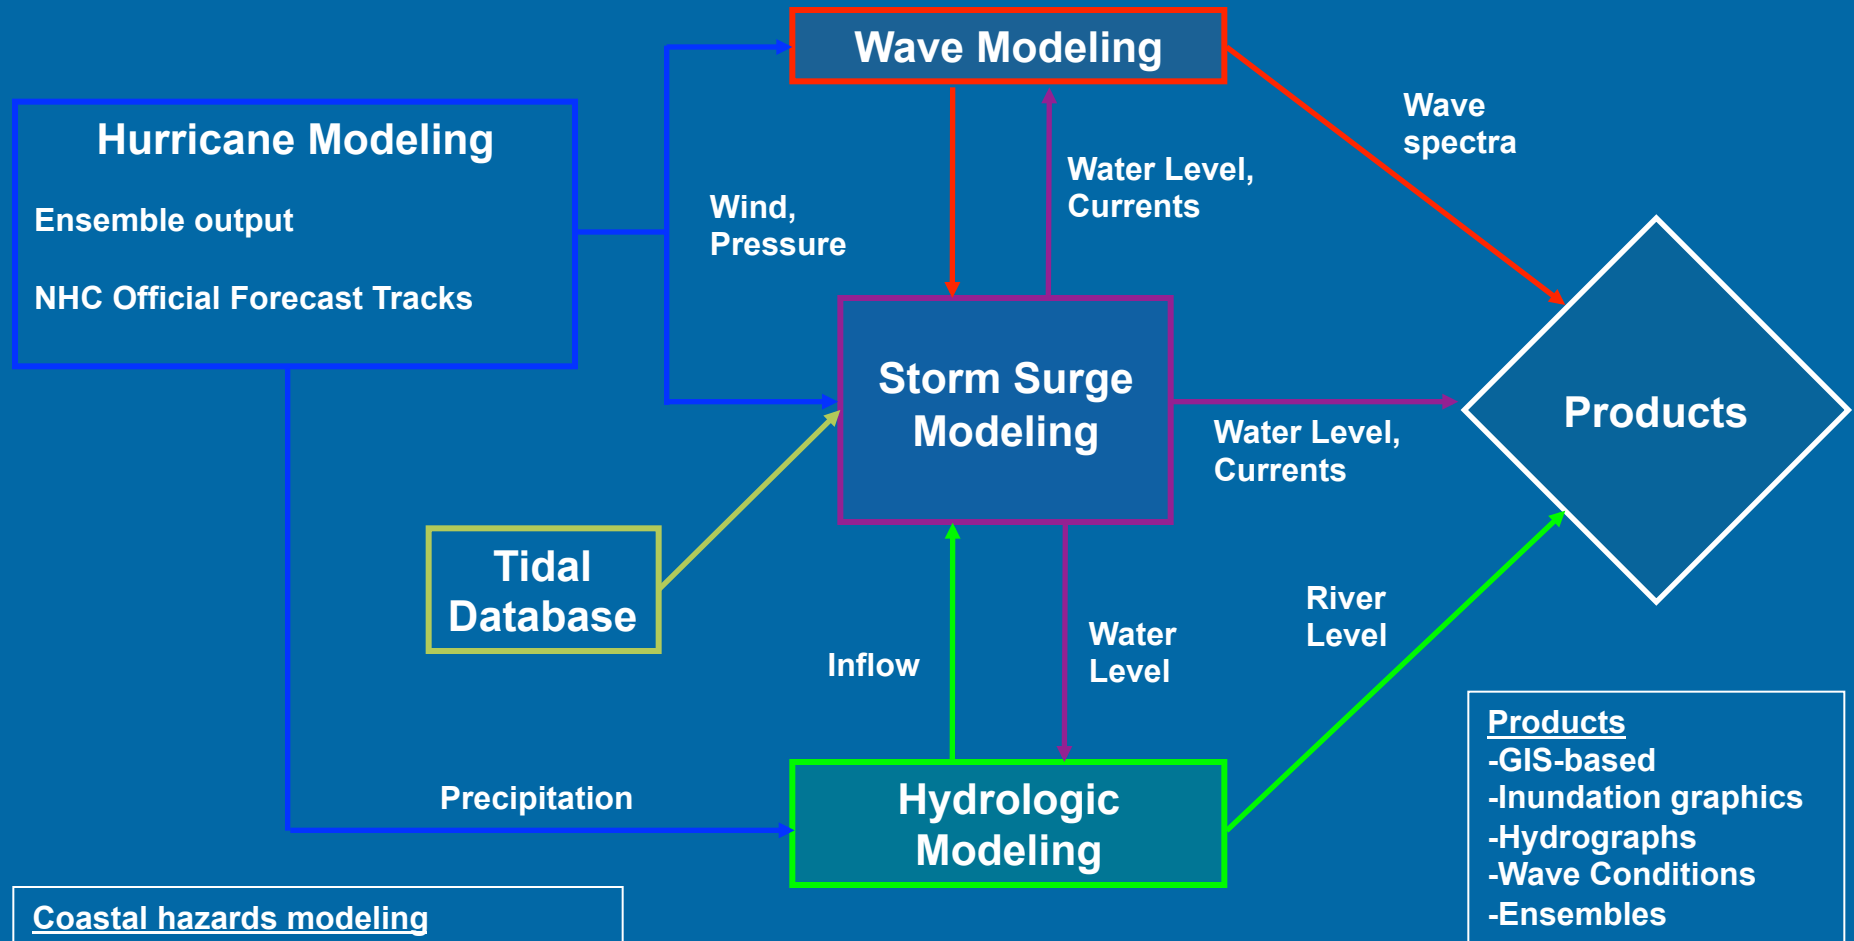 Wave Modeling
Hurricane Modeling
Ensemble output
NHC Official Forecast Tracks
Wind,
Pressure
Water Level,
Currents
Wave
spectra
Storm Surge
Modeling
Water Level,
Currents
Products
Tidal
Database
Inflow
Water
Level
River
Level
Precipitation
Hydrologic
Modeling
Products
-GIS-based
-Inundation graphics
-Hydrographs
-Wave Conditions
-Ensembles
Coastal hazards modeling